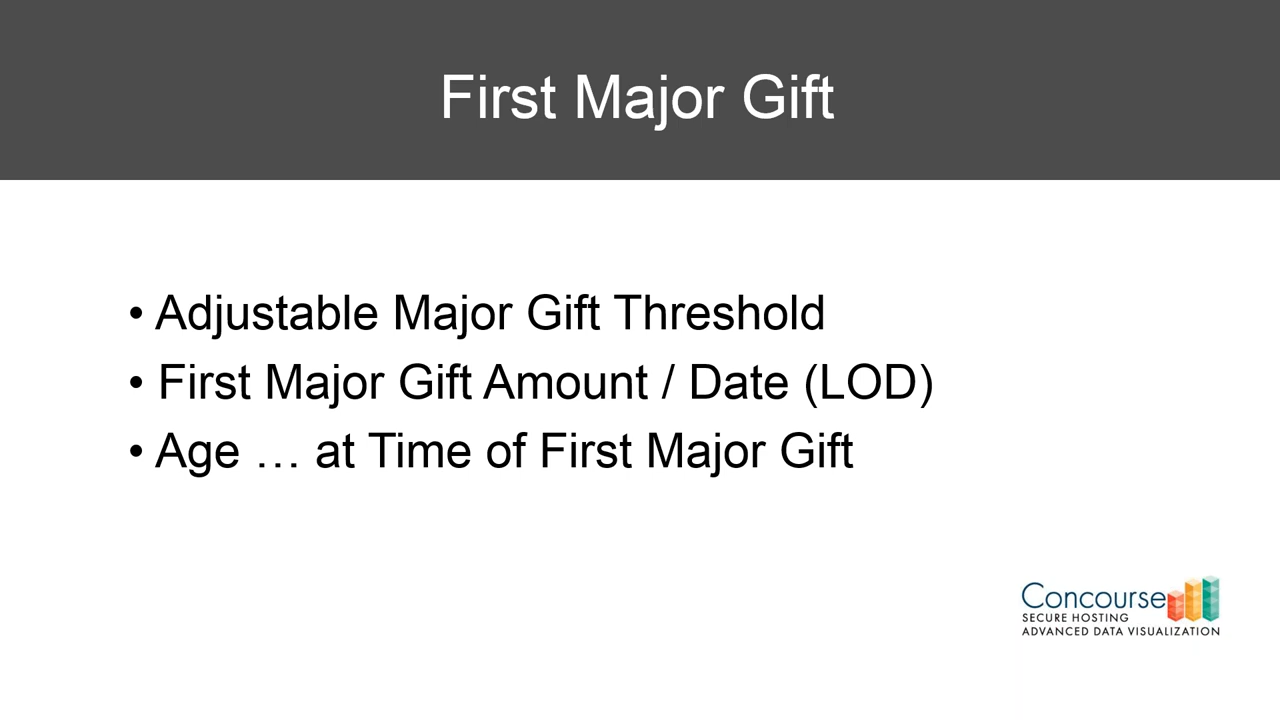 First Major Gift
• Adjustable Major Gift Threshold
• First Major Gift Amount / Date (LOD)
• Age … at Time of First Major Gift
Concourse
SECURE HOSTING
ADVANCED DATA VISUALIZATION